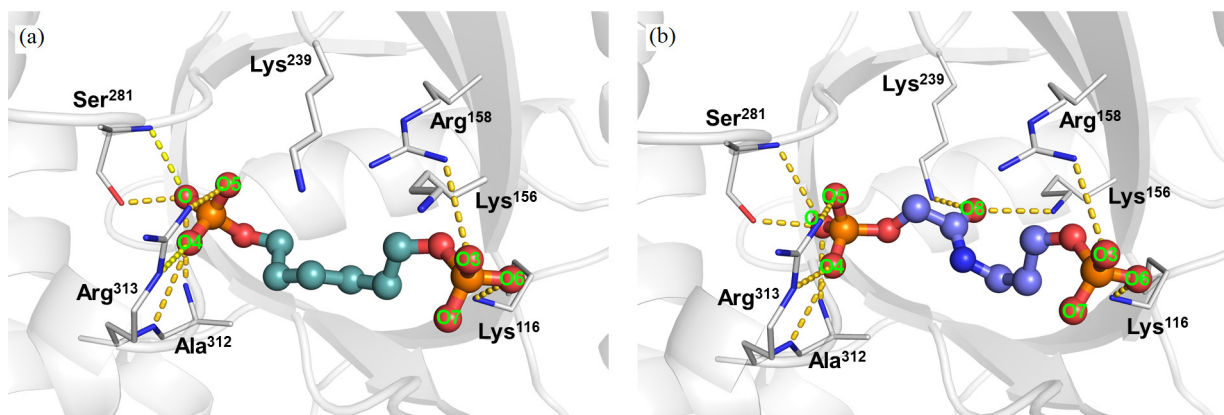 (a)
Lys239
Ser281
Arg158
Lys156
O
O5
O4
O3
O6
O7
Arg313
Ala312
Lys116
(b)
Lys239
Ser281
Arg158
Lys156
O5
O8
O
O4
O3
O6
O7
Arg313
Ala312
Lys116